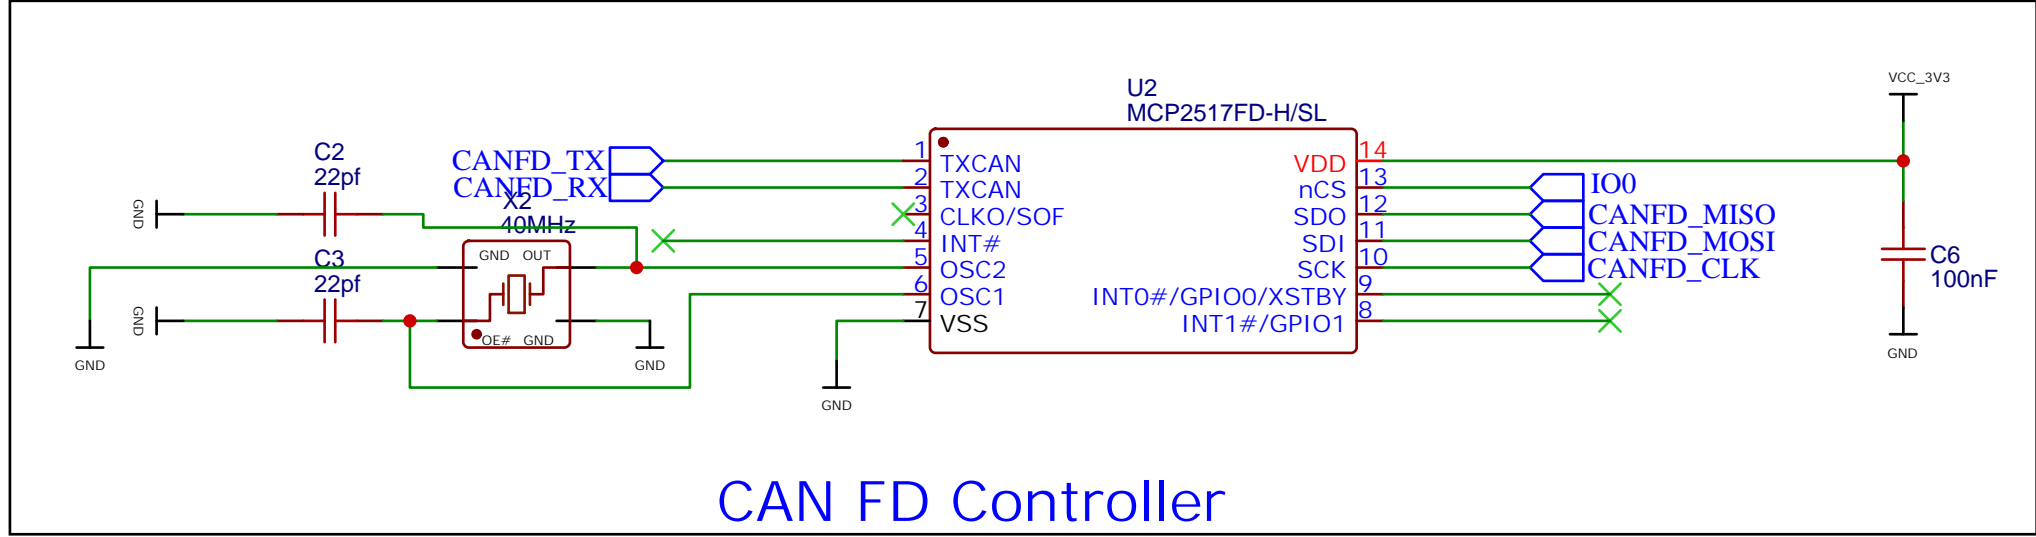 VCC_3V3
U2
MCP2517FD-H/SL
C2
22pf
CANFD_TX
CANFD_RX
GND
X2
40MHz
C3
22pf
GND
GND
GND OUT
OE# GND
GND
1 TXCAN
2 TXCAN
3 CLKO/SOF
4 INT#
5 OSC2
6 OSC1
7 VSS
GND
VDD 14
nCS 13
SDO 12
SDI 11
SCK 10
INT0#/GPIO0/XSTBY 9
INT1#/GPIO1 8
IO0
CANFD_MISO
CANFD_MOSI
CANFD_CLK
C6
100nF
GND
CAN FD Controller